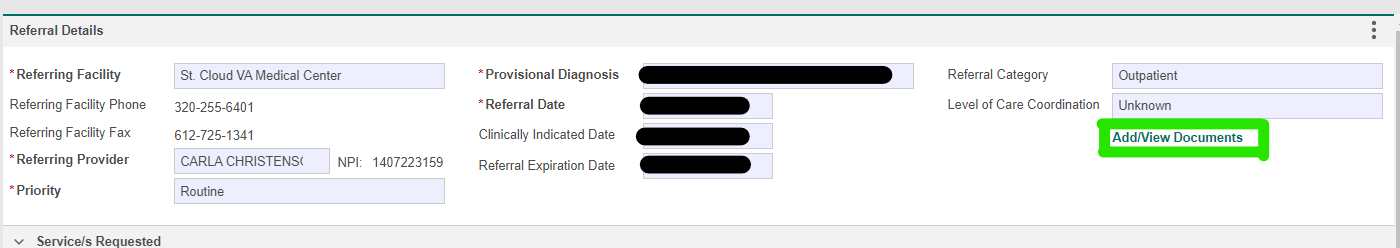 Referral Details
* Referring Facility St. Cloud VA Medical Center
Referring Facility Phone 320-255-6401
Referring Facility Fax 612-725-1341
* Referring Provider CARLA CHRISTENSC NPI: 1407223159
* Priority Routine
* Provisional Diagnosis
* Referral Date
Clinically Indicated Date
Referral Expiration Date
Referral Category Outpatient
Level of Care Coordination Unknown
Add/View Documents
Service/s Requested